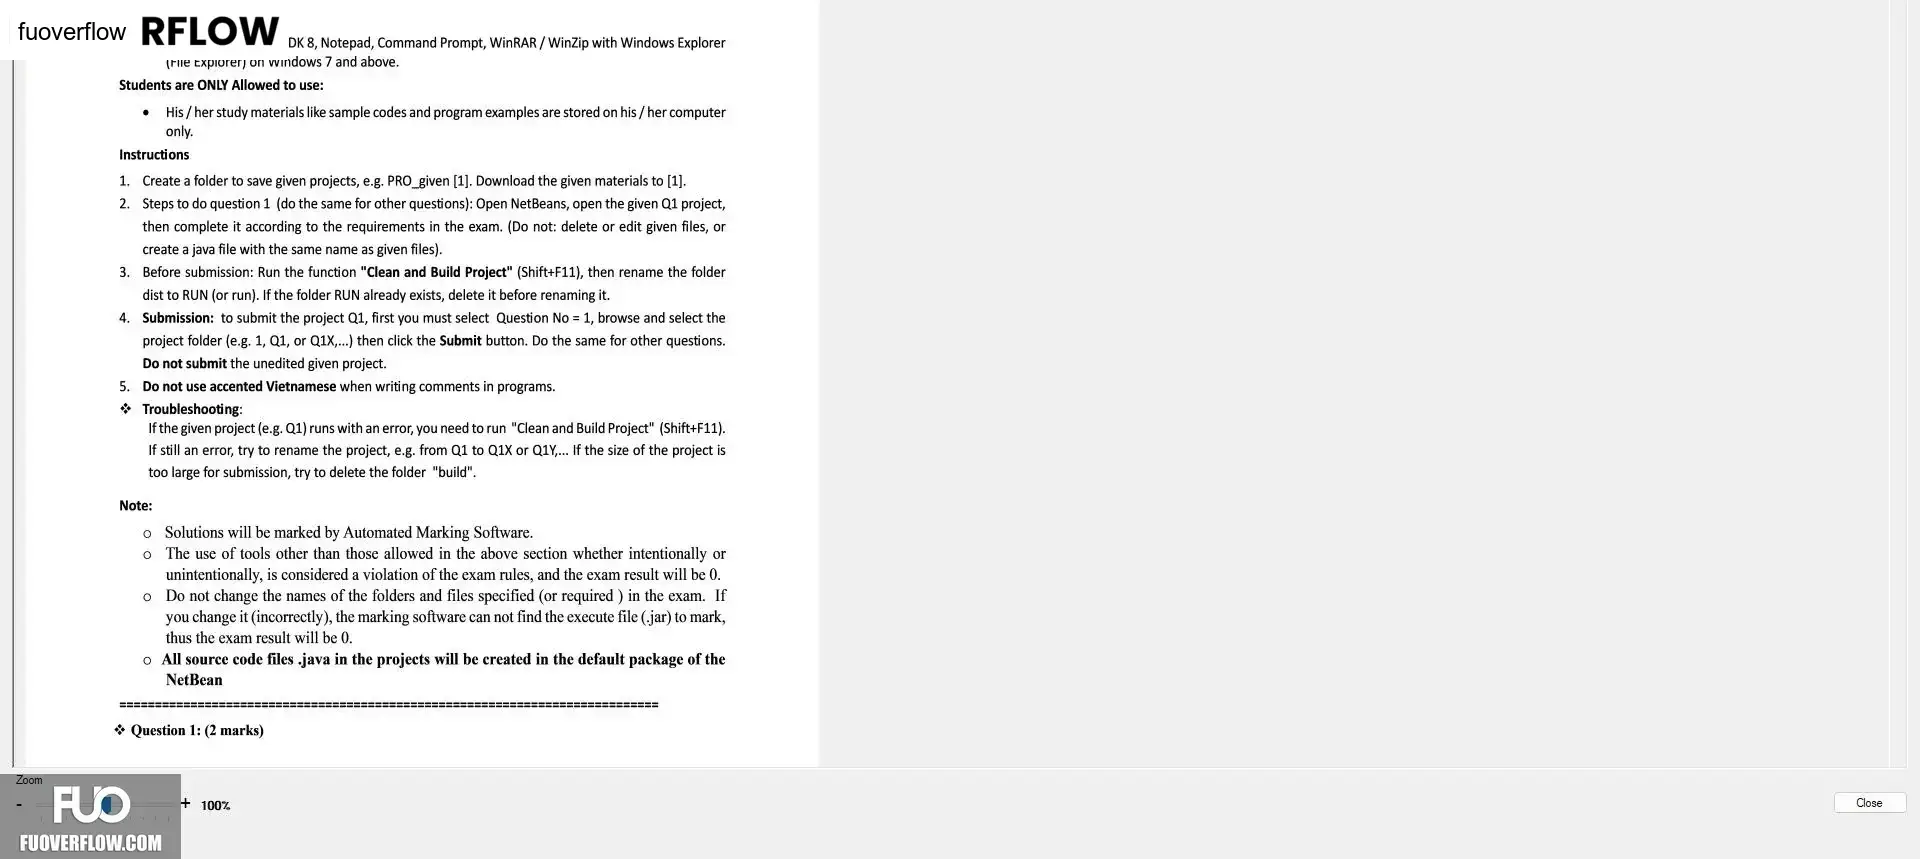 fuoverflow RFLOW
DK 8, Notepad, Command Prompt, WinRAR / WinZip with Windows Explorer
(File Explorer) on Windows 7 and above.
Students are ONLY Allowed to use:
• His / her study materials like sample codes and program examples are stored on his / her computer
only.
Instructions
1. Create a folder to save given projects, e.g. PRO_given [1]. Download the given materials to [1].
2. Steps to do question 1 (do the same for other questions): Open NetBeans, open the given Q1 project,
then complete it according to the requirements in the exam. (Do not: delete or edit given files, or
create a java file with the same name as given files).
3. Before submission: Run the function "Clean and Build Project" (Shift+F11), then rename the folder
dist to RUN (or run). If the folder RUN already exists, delete it before renaming it.
4. Submission: to submit the project Q1, first you must select Question No = 1, browse and select the
project folder (e.g. 1, Q1, or Q1X,...) then click the Submit button. Do the same for other questions.
Do not submit the unedited given project.
5. Do not use accented Vietnamese when writing comments in programs.
❖ Troubleshooting:
If the given project (e.g. Q1) runs with an error, you need to run "Clean and Build Project" (Shift+F11).
If still an error, try to rename the project, e.g. from Q1 to Q1X or Q1Y,... If the size of the project is
too large for submission, try to delete the folder "build".
Note:
o Solutions will be marked by Automated Marking Software.
o The use of tools other than those allowed in the above section whether intentionally or
unintentionally, is considered a violation of the exam rules, and the exam result will be 0.
o Do not change the names of the folders and files specified (or required ) in the exam. If
you change it (incorrectly), the marking software can not find the execute file (.jar) to mark,
thus the exam result will be 0.
o All source code files .java in the projects will be created in the default package of the
NetBean
============================================================================
❖ Question 1: (2 marks)
Zoom
- + 100%
Close
FUO
FUOVERFLOW.COM